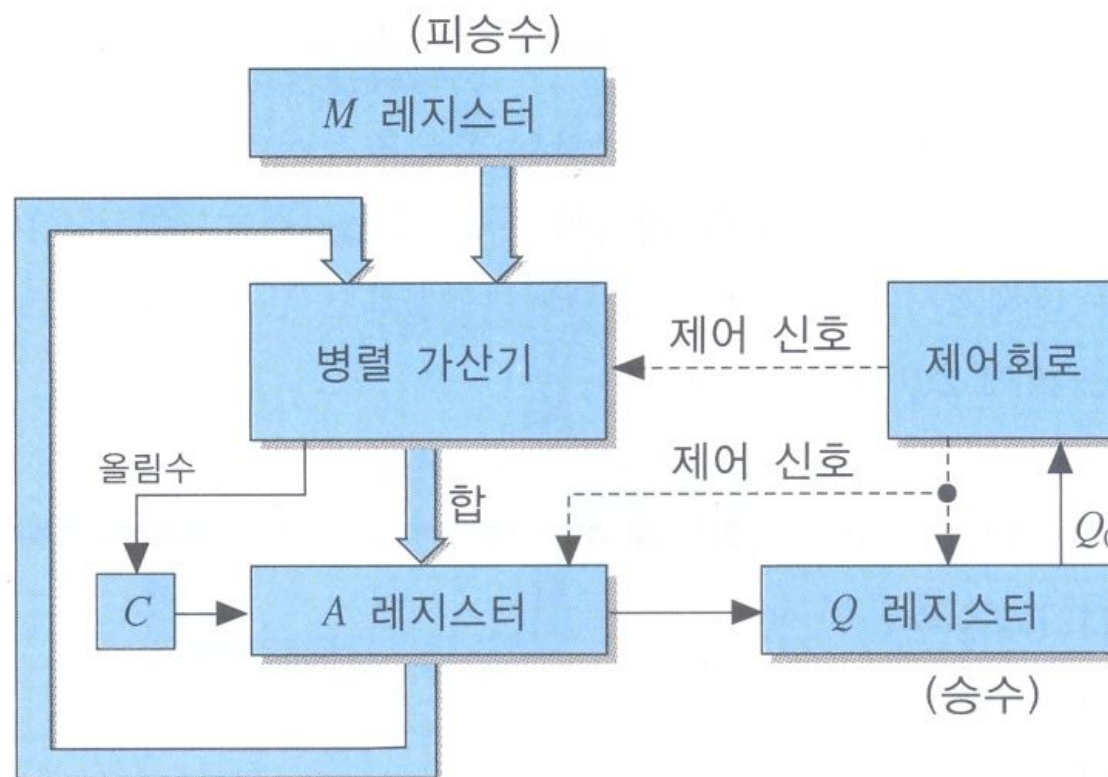 (피승수)
M 레지스터
병렬 가산기
제어 신호
제어회로
올림수
합
제어 신호
C
A 레지스터
Q 레지스터
(승수)